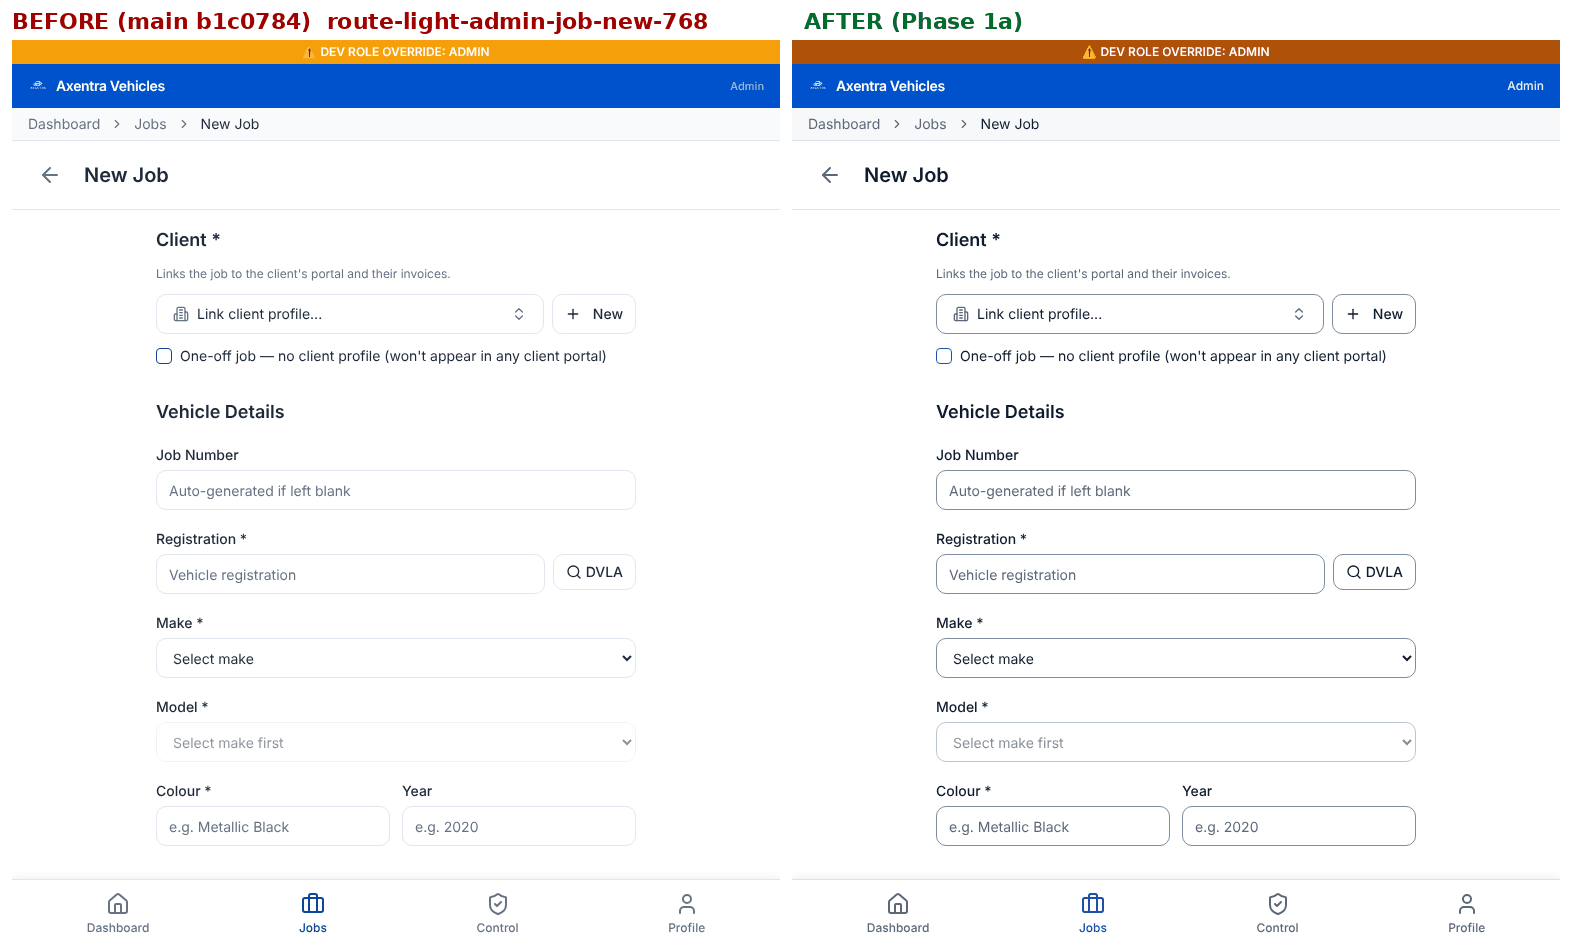 BEFORE (main b1c0784)  route-light-admin-job-new-768
⚠️ DEV ROLE OVERRIDE: ADMIN
Axentra Vehicles
Admin
Dashboard > Jobs > New Job
New Job
Client *
Links the job to the client's portal and their invoices.
Link client profile...
New
One-off job — no client profile (won't appear in any client portal)
Vehicle Details
Job Number
Auto-generated if left blank
Registration *
Vehicle registration
DVLA
Make *
Select make
Model *
Select make first
Colour *
Year
e.g. Metallic Black
e.g. 2020
Dashboard
Jobs
Control
Profile
AFTER (Phase 1a)
⚠️ DEV ROLE OVERRIDE: ADMIN
Axentra Vehicles
Admin
Dashboard > Jobs > New Job
New Job
Client *
Links the job to the client's portal and their invoices.
Link client profile...
New
One-off job — no client profile (won't appear in any client portal)
Vehicle Details
Job Number
Auto-generated if left blank
Registration *
Vehicle registration
DVLA
Make *
Select make
Model *
Select make first
Colour *
Year
e.g. Metallic Black
e.g. 2020
Dashboard
Jobs
Control
Profile